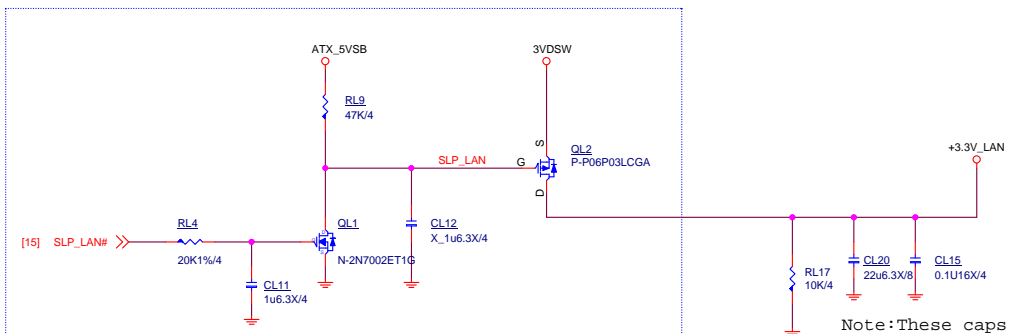 ATX_5VSB
3VDSW
RL9
47K/4
S
QL2
P-P06P03LCGA
G
SLP_LAN
D
+3.3V_LAN
RL4
QL1
CL12
X_1u6.3X/4
[15] SLP_LAN#
20K1%/4
N-2N7002ET1G
CL11
1u6.3X/4
RL17
10K/4
CL20
22u6.3X/8
CL15
0.1U16X/4
Note:These caps